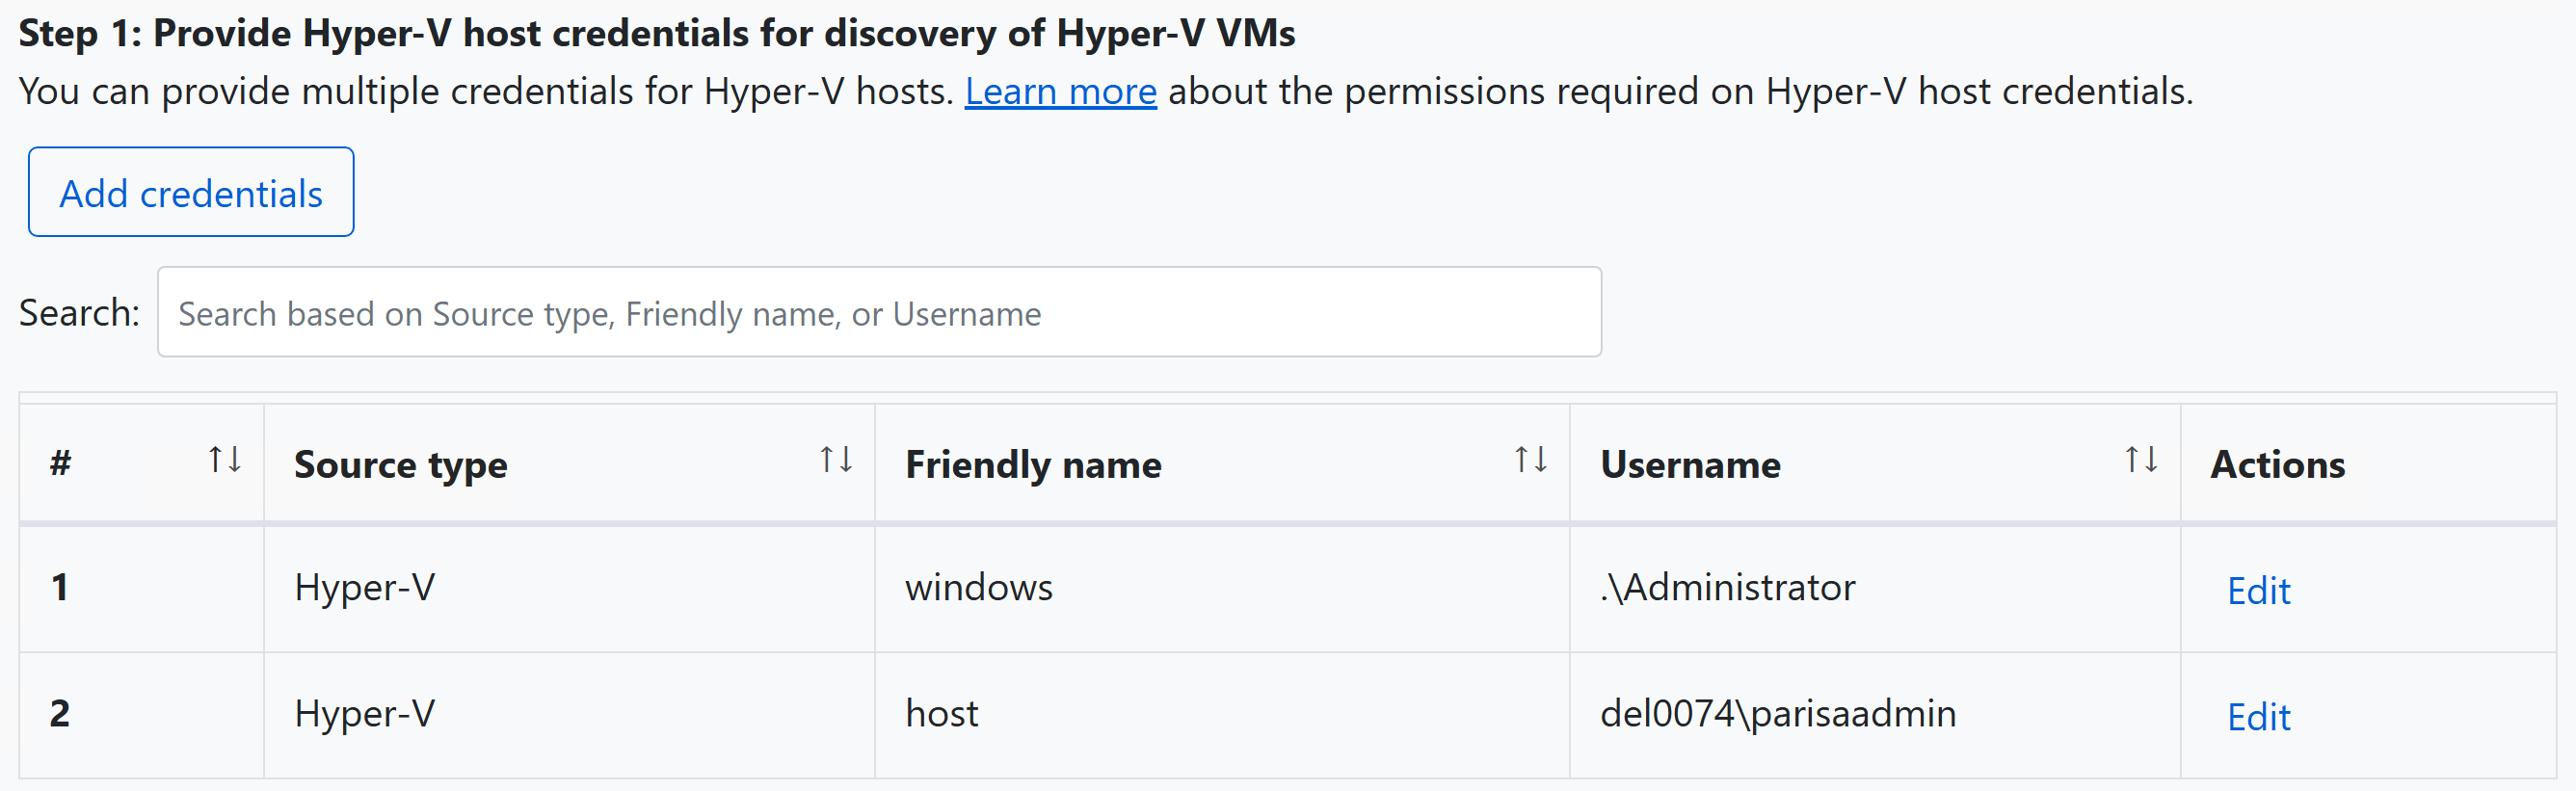 Step 1: Provide Hyper-V host credentials for discovery of Hyper-V VMs
You can provide multiple credentials for Hyper-V hosts. Learn more about the permissions required on Hyper-V host credentials.
Add credentials
Search: Search based on Source type, Friendly name, or Username
# ↑↓ Source type ↑↓ Friendly name ↑↓ Username ↑↓ Actions
1 Hyper-V windows .\Administrator Edit
2 Hyper-V host del0074\parisaadmin Edit